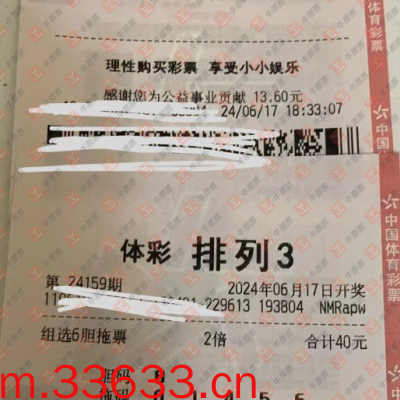 体育彩票
理性购买彩票 享受小小娱乐
感谢您为公益事业贡献 13.60元
24/06/17 18:33:07
中国体育彩票
体彩 排列3
第 24159期 2024年06月17日开奖
-229613 193804 NMRapw
组选6胆拖票 2倍 合计40元
m.33633.cn